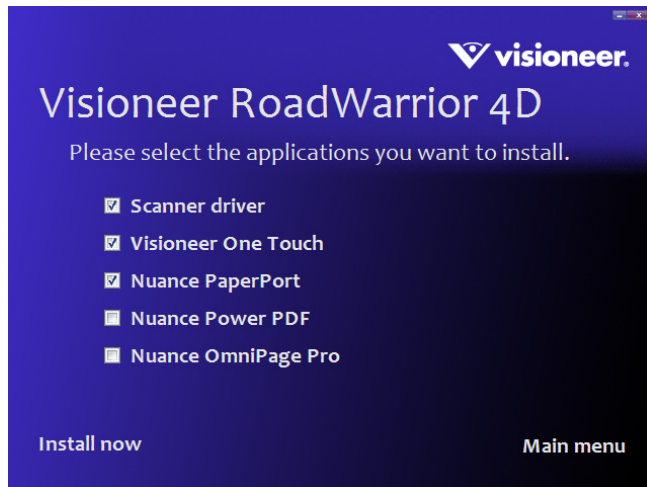 visioneer.
Visioneer RoadWarrior 4D
Please select the applications you want to install.
Scanner driver
Visioneer One Touch
Nuance PaperPort
Nuance Power PDF
Nuance OmniPage Pro
Install now
Main menu